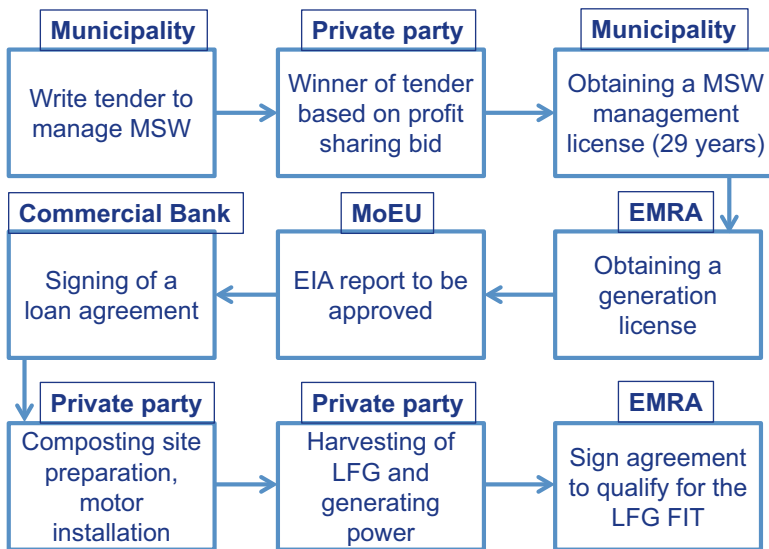 Municipality
Write tender to
manage MSW
Private party
Winner of tender
based on profit
sharing bid
Municipality
Obtaining a MSW
management
license (29 years)
EMRA
Obtaining a
generation
license
MoEU
EIA report to be
approved
Commercial Bank
Signing of a
loan agreement
Private party
Composting site
preparation,
motor
installation
Private party
Harvesting of
LFG and
generating
power
EMRA
Sign agreement
to qualify for the
LFG FIT